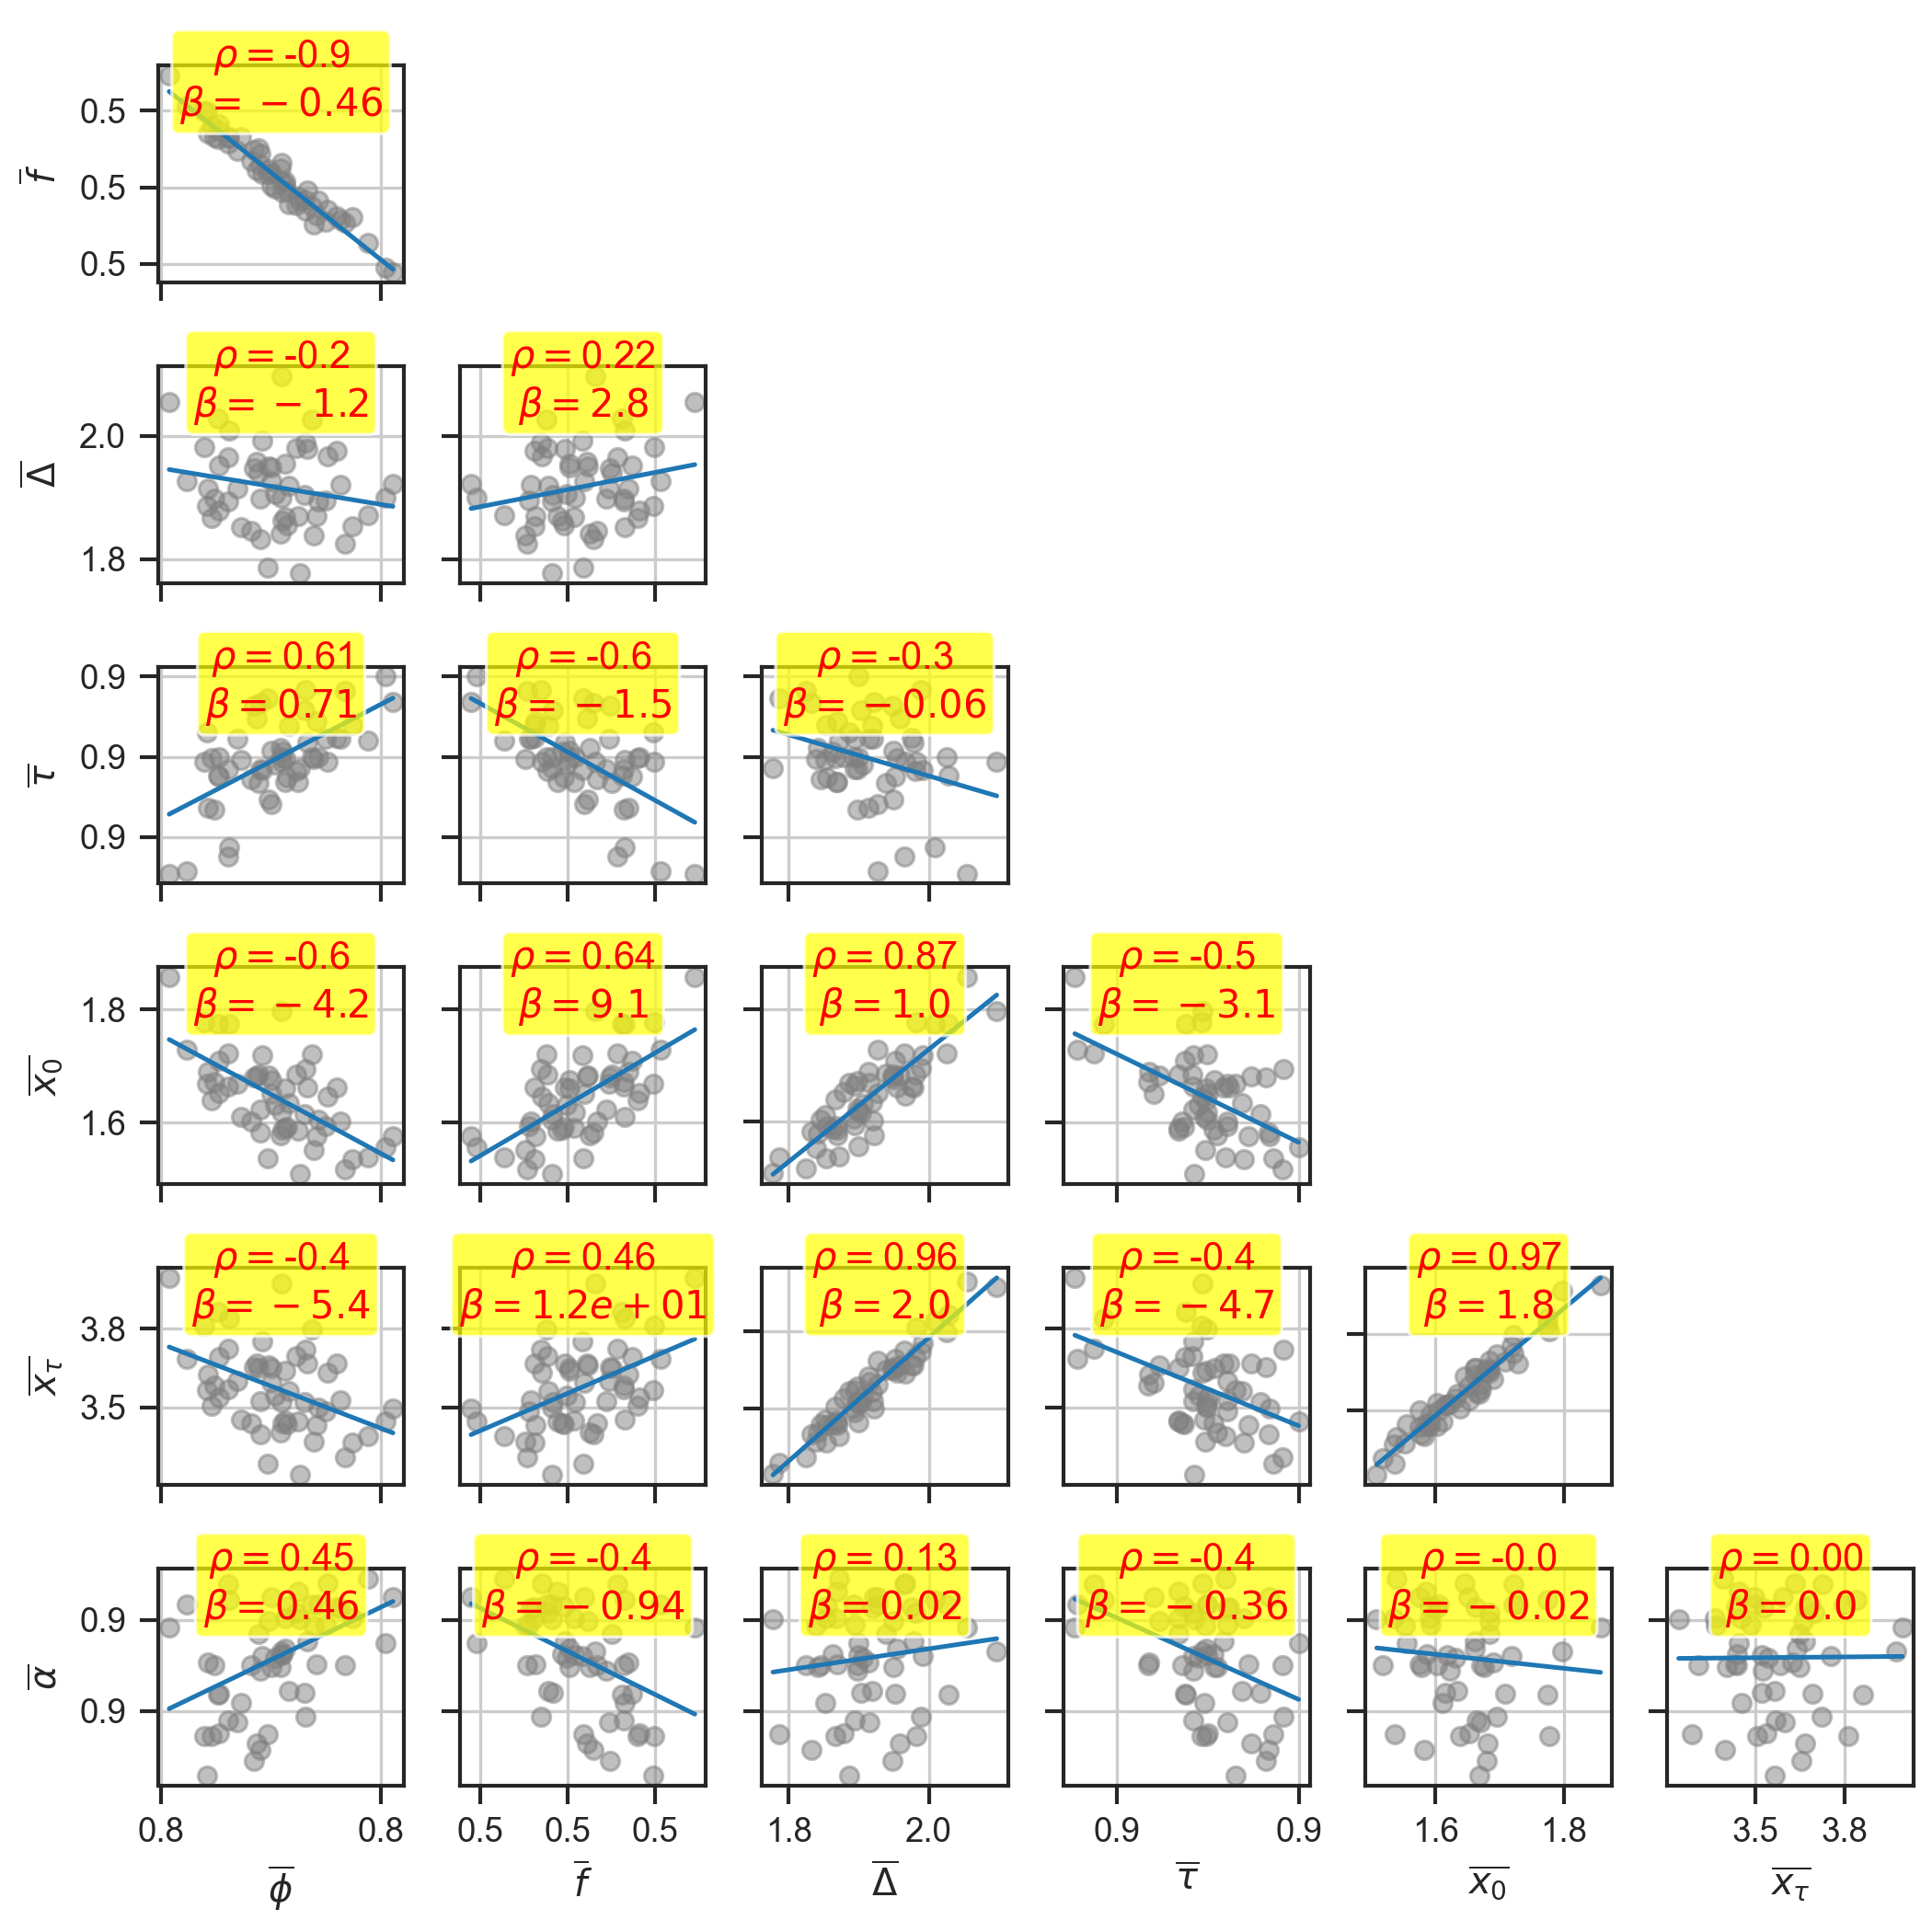 ρ = -0.9
β = −0.46
0.5
0.5
0.5
f̅
ρ = -0.2
β = −1.2
ρ = 0.22
β = 2.8
2.0
1.8
Δ̅
ρ = 0.61
β = 0.71
ρ = -0.6
β = −1.5
ρ = -0.3
β = −0.06
0.9
0.9
0.9
τ̅
ρ = -0.6
β = −4.2
ρ = 0.64
β = 9.1
ρ = 0.87
β = 1.0
ρ = -0.5
β = −3.1
1.8
1.6
x̅₀
ρ = -0.4
β = −5.4
ρ = 0.46
β = 1.2e + 01
ρ = 0.96
β = 2.0
ρ = -0.4
β = −4.7
ρ = 0.97
β = 1.8
3.8
3.5
x̅_τ
ρ = 0.45
β = 0.46
ρ = -0.4
β = −0.94
ρ = 0.13
β = 0.02
ρ = -0.4
β = −0.36
ρ = -0.0
β = −0.02
ρ = 0.00
β = 0.0
0.9
0.9
α̅
0.8 0.8 0.5 0.5 0.5 1.8 2.0 0.9 0.9 1.6 1.8 3.5 3.8
ϕ̅ f̅ Δ̅ τ̅ x̅₀ x̅_τ